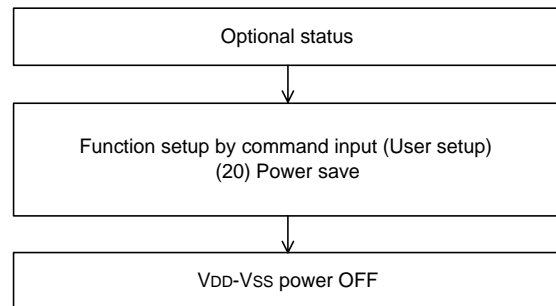 Optional status
Function setup by command input (User setup)
(20) Power save
VDD-VSS power OFF